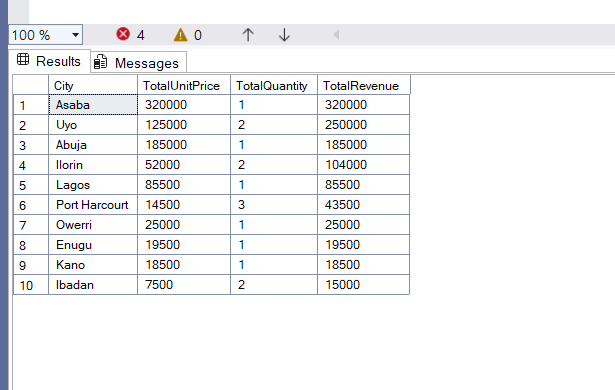 100 % 4 0
Results Messages
City TotalUnitPrice TotalQuantity TotalRevenue
1 Asaba 320000 1 320000
2 Uyo 125000 2 250000
3 Abuja 185000 1 185000
4 Ilorin 52000 2 104000
5 Lagos 85500 1 85500
6 Port Harcourt 14500 3 43500
7 Owerri 25000 1 25000
8 Enugu 19500 1 19500
9 Kano 18500 1 18500
10 Ibadan 7500 2 15000